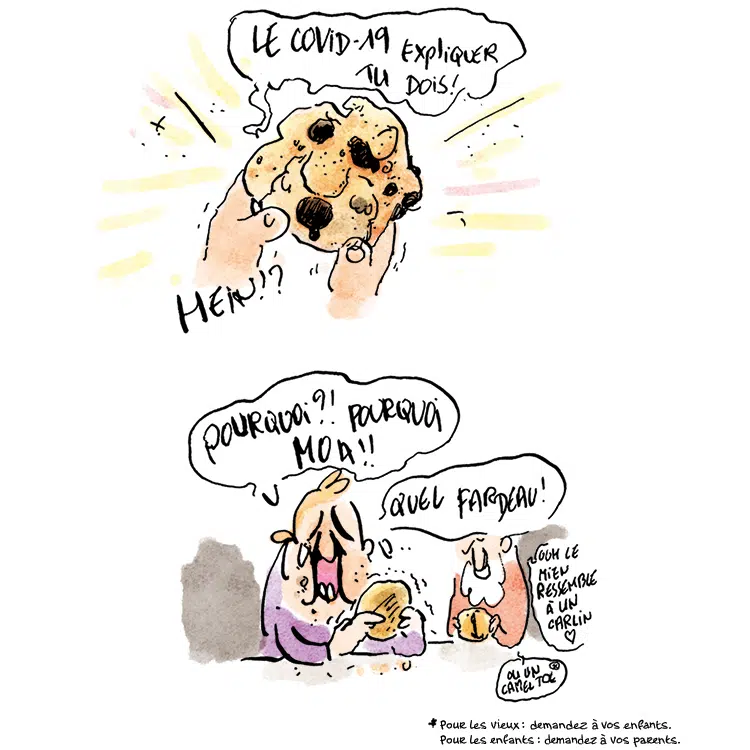 LE COVID-19 EXPLIQUER
TU DOIS!
HEIN!?
POURQUOI?! POURQUOI
MOA!!
QUEL FARDEAU!
OOOH LE
MIEN
RESSEMBLE
À UN
CARLIN
♡
OU UN
CAMEL TOE*
* Pour les vieux : demandez à vos enfants.
Pour les enfants : demandez à vos parents.